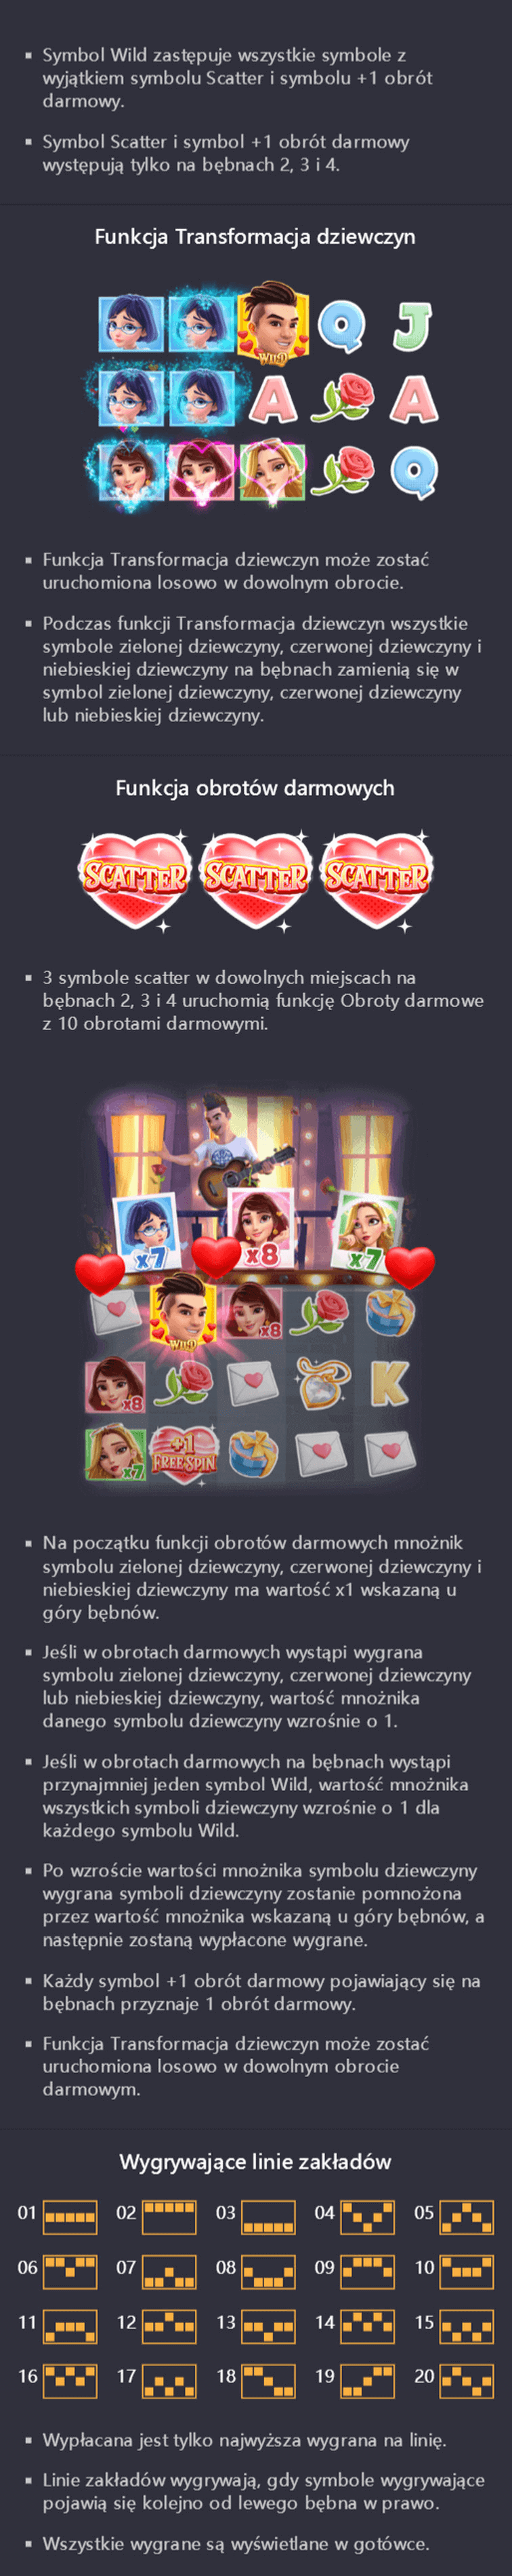 ▪ Symbol Wild zastępuje wszystkie symbole z
wyjątkiem symbolu Scatter i symbolu +1 obrót
darmowy.
▪ Symbol Scatter i symbol +1 obrót darmowy
występują tylko na bębnach 2, 3 i 4.
Funkcja Transformacja dziewczyn
WILD Q J
A A
Q
▪ Funkcja Transformacja dziewczyn może zostać
uruchomiona losowo w dowolnym obrocie.
▪ Podczas funkcji Transformacja dziewczyn wszystkie
symbole zielonej dziewczyny, czerwonej dziewczyny i
niebieskiej dziewczyny na bębnach zamienią się w
symbol zielonej dziewczyny, czerwonej dziewczyny
lub niebieskiej dziewczyny.
Funkcja obrotów darmowych
SCATTER SCATTER SCATTER
▪ 3 symbole scatter w dowolnych miejscach na
bębnach 2, 3 i 4 uruchomią funkcję Obroty darmowe
z 10 obrotami darmowymi.
x7 x8 x7
WILD x8
x8 K
x7 +1 FREE SPIN
▪ Na początku funkcji obrotów darmowych mnożnik
symbolu zielonej dziewczyny, czerwonej dziewczyny i
niebieskiej dziewczyny ma wartość x1 wskazaną u
góry bębnów.
▪ Jeśli w obrotach darmowych wystąpi wygrana
symbolu zielonej dziewczyny, czerwonej dziewczyny
lub niebieskiej dziewczyny, wartość mnożnika
danego symbolu dziewczyny wzrośnie o 1.
▪ Jeśli w obrotach darmowych na bębnach wystąpi
przynajmniej jeden symbol Wild, wartość mnożnika
wszystkich symboli dziewczyny wzrośnie o 1 dla
każdego symbolu Wild.
▪ Po wzroście wartości mnożnika symbolu dziewczyny
wygrana symboli dziewczyny zostanie pomnożona
przez wartość mnożnika wskazaną u góry bębnów, a
następnie zostaną wypłacone wygrane.
▪ Każdy symbol +1 obrót darmowy pojawiający się na
bębnach przyznaje 1 obrót darmowy.
▪ Funkcja Transformacja dziewczyn może zostać
uruchomiona losowo w dowolnym obrocie
darmowym.
Wygrywające linie zakładów
01 02 03 04 05
06 07 08 09 10
11 12 13 14 15
16 17 18 19 20
▪ Wypłacana jest tylko najwyższa wygrana na linię.
▪ Linie zakładów wygrywają, gdy symbole wygrywające
pojawią się kolejno od lewego bębna w prawo.
▪ Wszystkie wygrane są wyświetlane w gotówce.